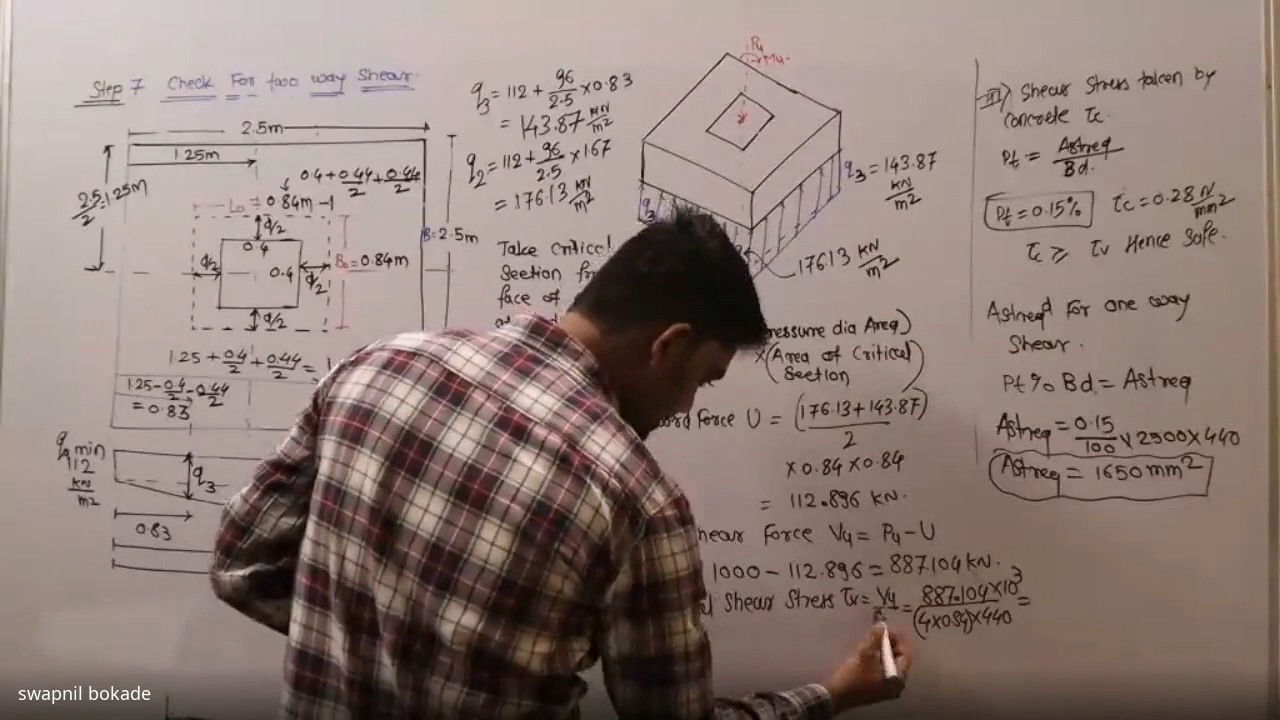 Step 7 Check For two way Shear.
2.5m
1.25m
2.5/2=1.25m
0.4+0.44/2+0.44/2
Lo = 0.84m
d/2
0.4
0.4
d/2
d/2
d/2
Bo=0.84m
B=2.5m
1.25+0.4/2+0.44/2=
1.25-0.4/2-0.44/2
=0.83
q min
112
kN/m2
q3
0.83
q3=112+96/2.5×0.83
=143.87 kN/m2
q2=112+96/2.5×1.67
=176.13 kN/m2
Take critical
Section
face of
Pu
Mu
q3
q3=143.87
kN/m2
176.13 kN/m2
Pressure dia Area)
×(Area of Critical
Section)
Force U = (176.13+143.87)/2
×0.84×0.84
= 112.896 kN.
Shear Force Vu= Pu-U
1000-112.896=887.104 kN.
Shear Stress τv=Vu = 887.104×10³/(4×0.84)×440 =
III) Shear Stress taken by
concrete τc
Pt= Astreq/Bd.
Pt=0.15% τc=0.28 N/mm2
τc ≥ τv Hence Safe.
Astreqd For one way
Shear.
Pt% Bd=Astreq
Astreq=0.15/100×2500×440
Astreq=1650mm2
swapnil bokade